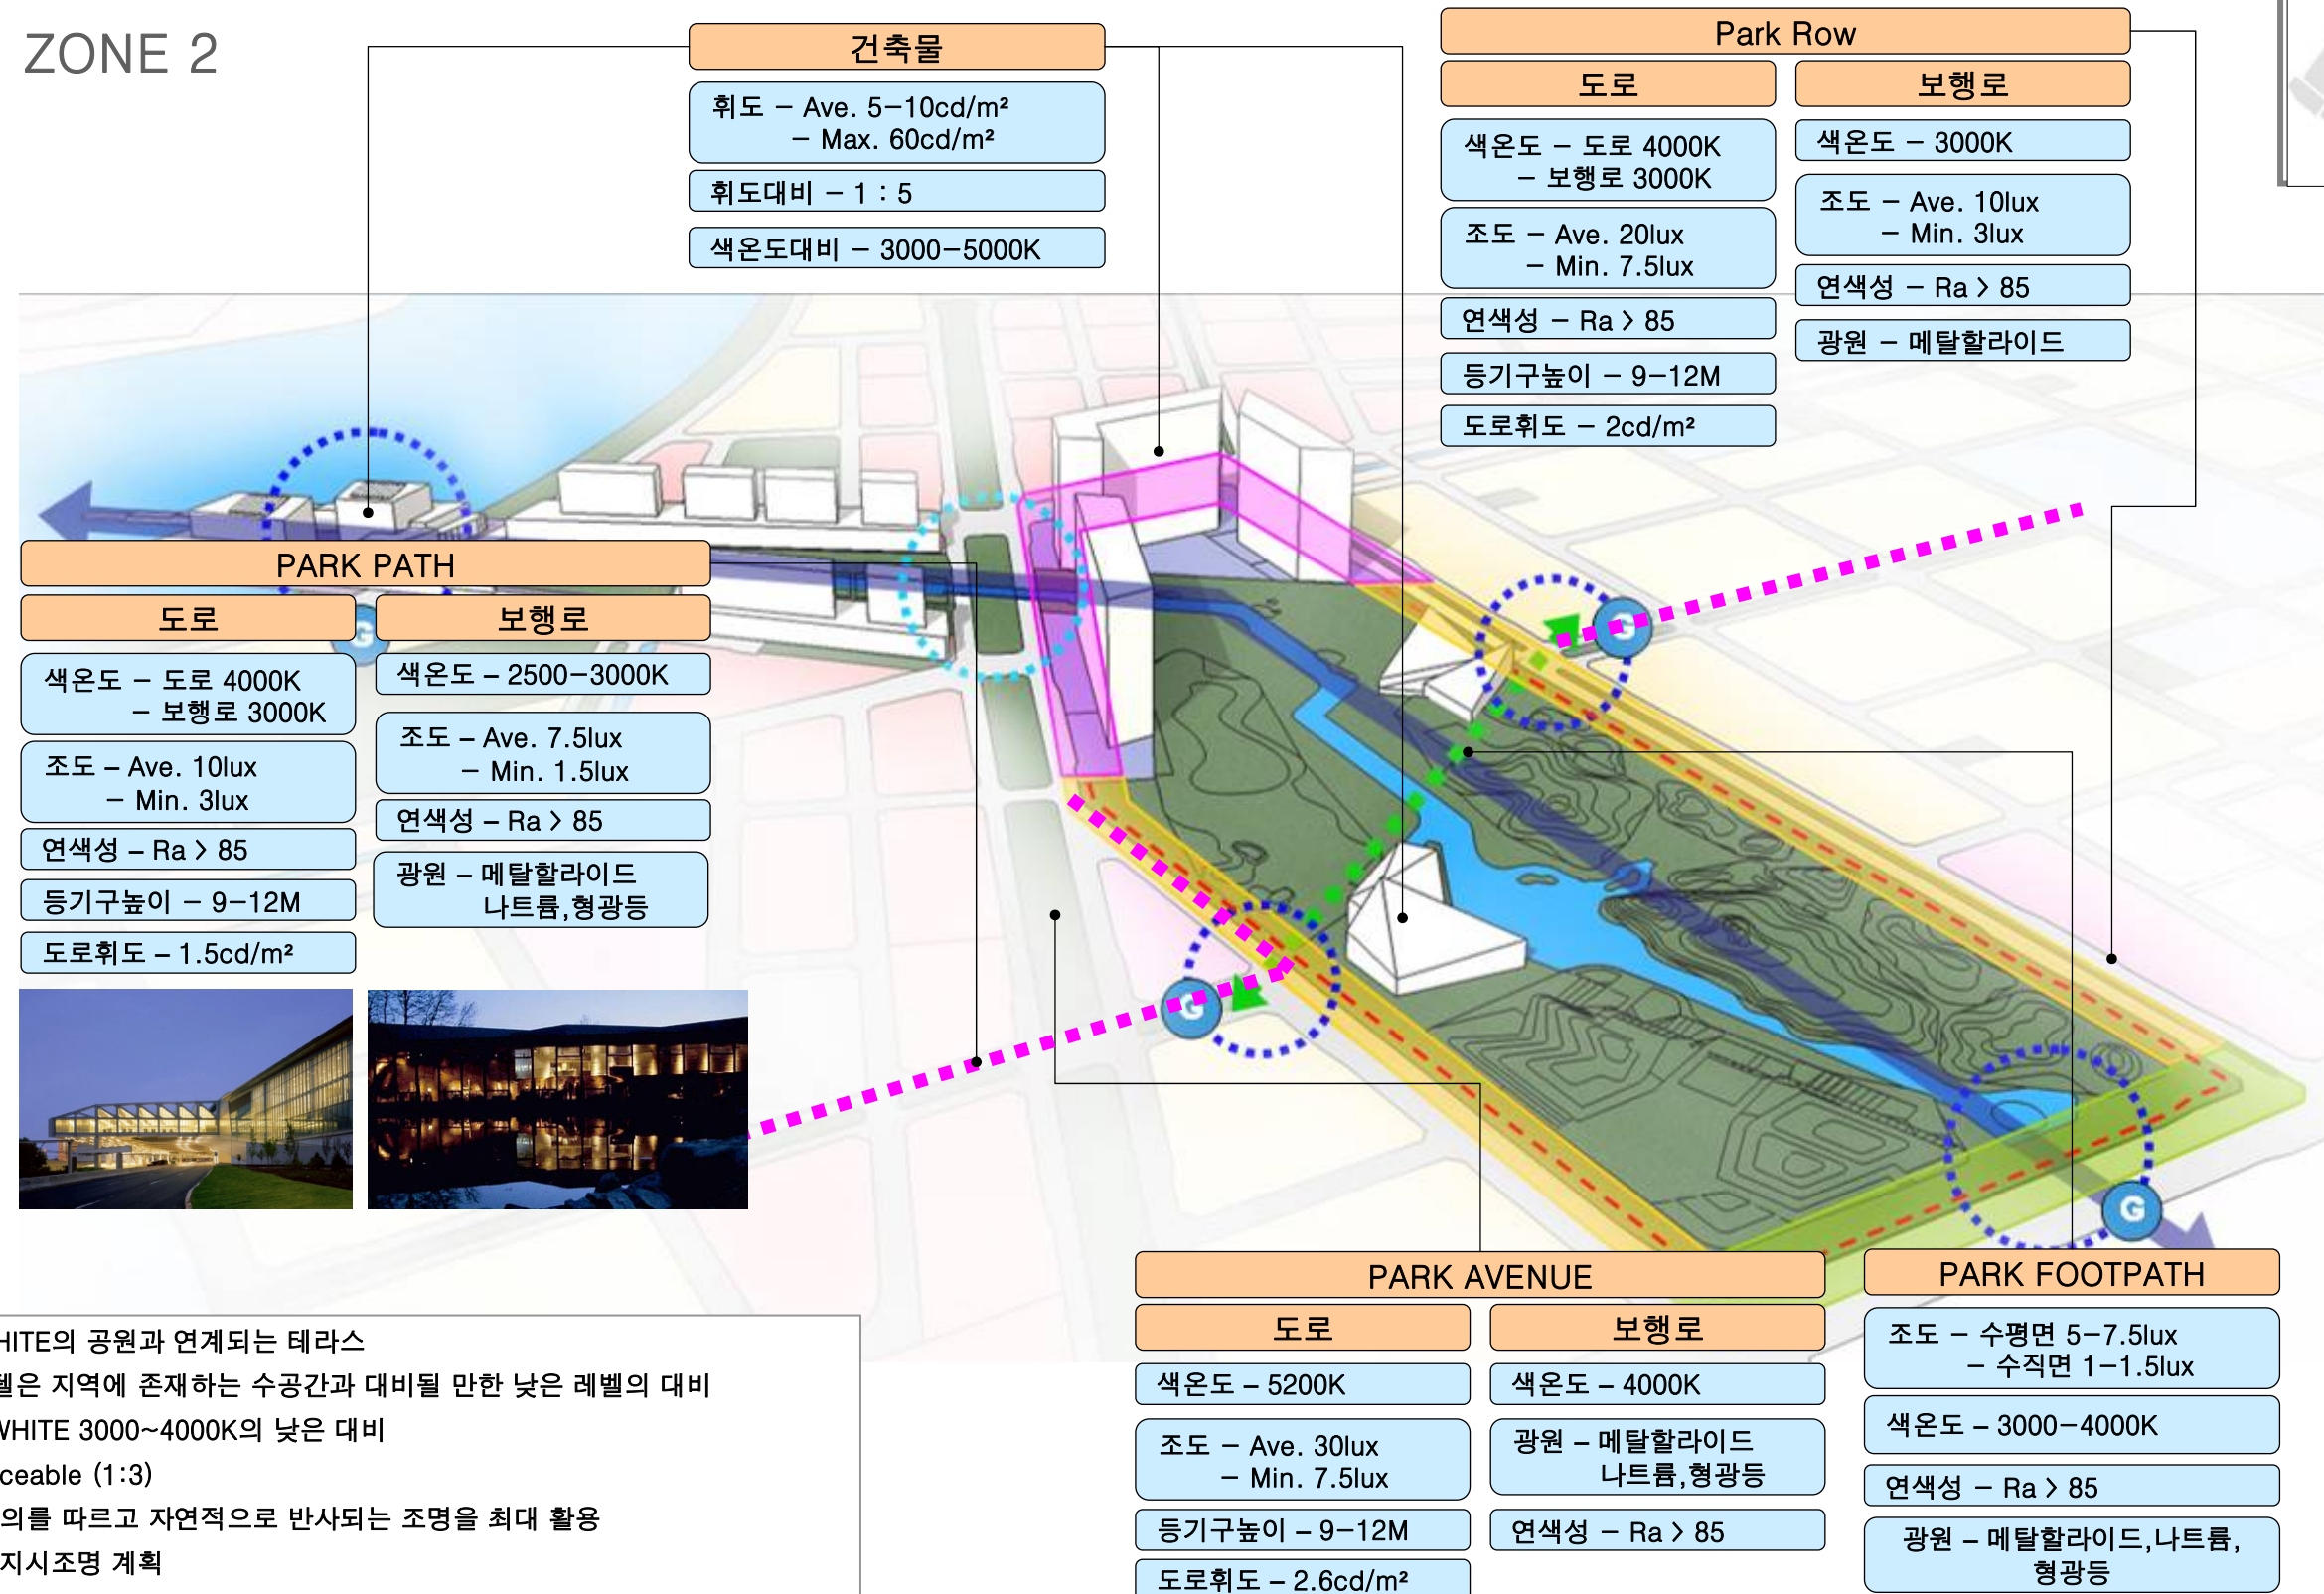 ZONE 2
건축물
휘도 - Ave. 5-10cd/m²
- Max. 60cd/m²
휘도대비 - 1 : 5
색온도대비 - 3000-5000K
Park Row
도로
색온도 - 도로 4000K
- 보행로 3000K
조도 - Ave. 20lux
- Min. 7.5lux
연색성 - Ra > 85
등기구높이 - 9-12M
도로휘도 - 2cd/m²
보행로
색온도 - 3000K
조도 - Ave. 10lux
- Min. 3lux
연색성 - Ra > 85
광원 - 메탈할라이드
PARK PATH
도로
색온도 - 도로 4000K
- 보행로 3000K
조도 - Ave. 10lux
- Min. 3lux
연색성 - Ra > 85
등기구높이 - 9-12M
도로휘도 - 1.5cd/m²
보행로
색온도 - 2500-3000K
조도 - Ave. 7.5lux
- Min. 1.5lux
연색성 - Ra > 85
광원 - 메탈할라이드
나트륨,형광등
G
G
G
G
PARK AVENUE
도로
색온도 - 5200K
조도 - Ave. 30lux
- Min. 7.5lux
등기구높이 - 9-12M
도로휘도 - 2.6cd/m²
보행로
색온도 - 4000K
광원 - 메탈할라이드
나트륨,형광등
연색성 - Ra > 85
PARK FOOTPATH
조도 - 수평면 5-7.5lux
- 수직면 1-1.5lux
색온도 - 3000-4000K
연색성 - Ra > 85
광원 - 메탈할라이드,나트륨,
형광등
HITE의 공원과 연계되는 테라스
벨은 지역에 존재하는 수공간과 대비될 만한 낮은 레벨의 대비
WHITE 3000~4000K의 낮은 대비
ceable (1:3)
의를 따르고 자연적으로 반사되는 조명을 최대 활용
지시조명 계획